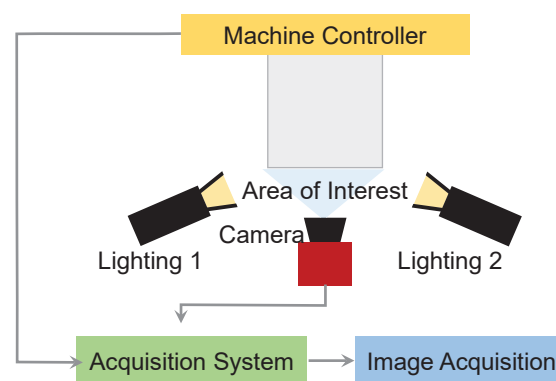 Machine Controller
Area of Interest
Camera
Lighting 1
Lighting 2
Acquisition System
Image Acquisition